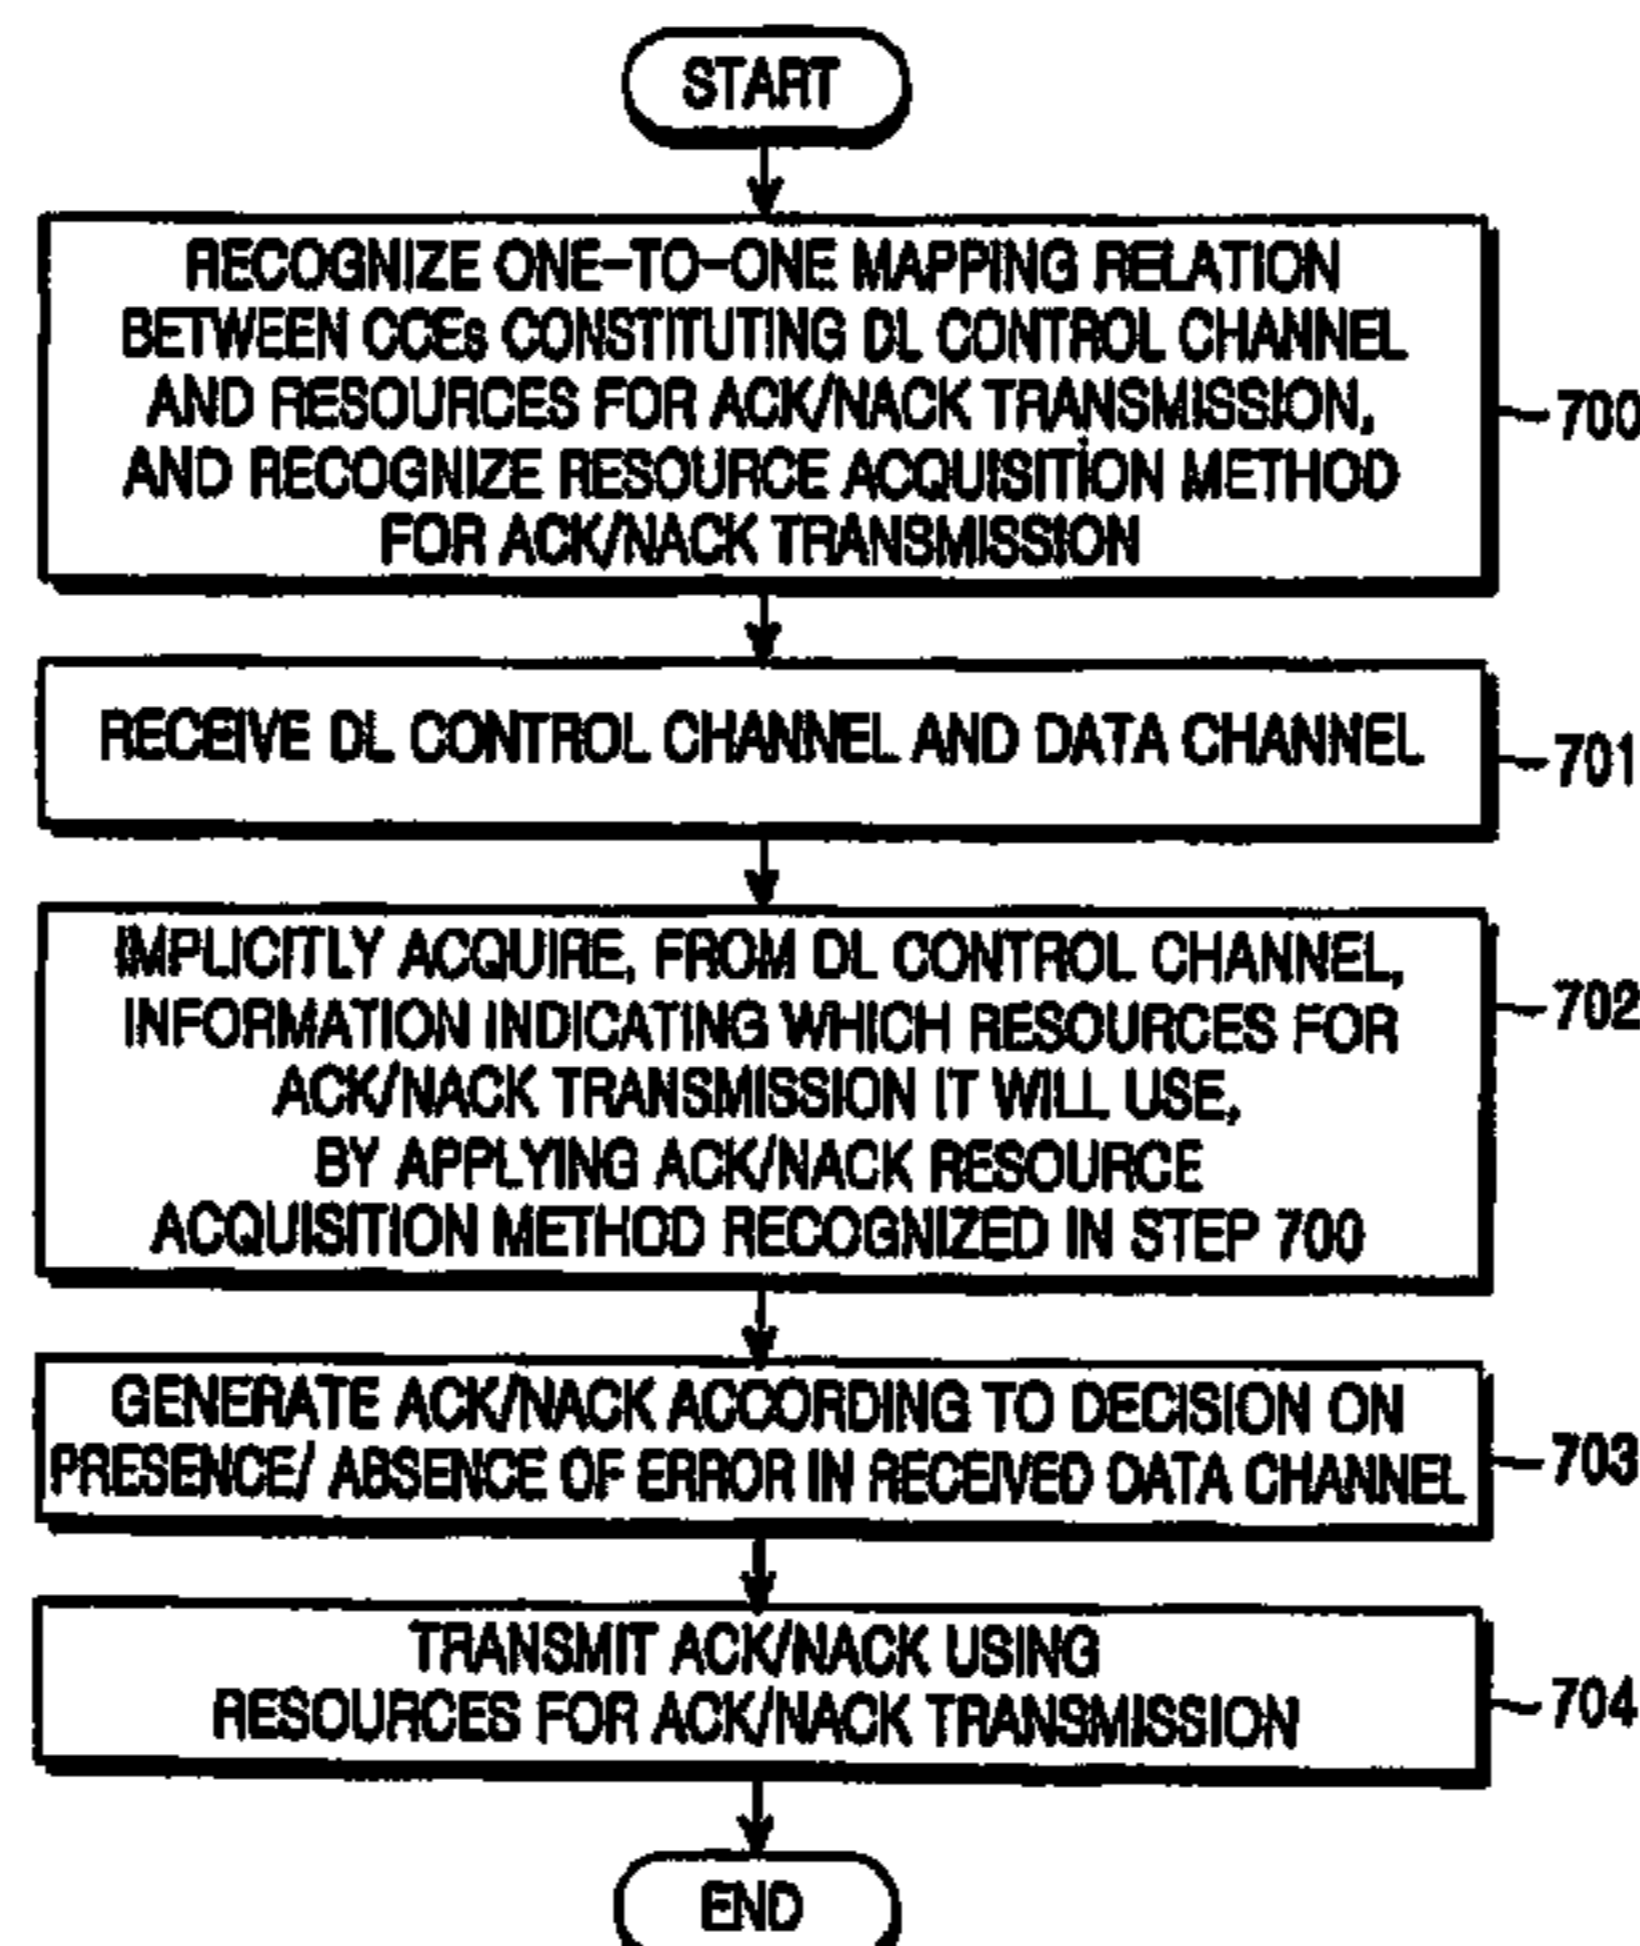 START
RECOGNIZE ONE-TO-ONE MAPPING RELATION
BETWEEN CCEs CONSTITUTING DL CONTROL CHANNEL
AND RESOURCES FOR ACK/NACK TRANSMISSION,
AND RECOGNIZE RESOURCE ACQUISITION METHOD
FOR ACK/NACK TRANSMISSION
700
RECEIVE DL CONTROL CHANNEL AND DATA CHANNEL
701
IMPLICITLY ACQUIRE, FROM DL CONTROL CHANNEL,
INFORMATION INDICATING WHICH RESOURCES FOR
ACK/NACK TRANSMISSION IT WILL USE,
BY APPLYING ACK/NACK RESOURCE
ACQUISITION METHOD RECOGNIZED IN STEP 700
702
GENERATE ACK/NACK ACCORDING TO DECISION ON
PRESENCE/ ABSENCE OF ERROR IN RECEIVED DATA CHANNEL
703
TRANSMIT ACK/NACK USING
RESOURCES FOR ACK/NACK TRANSMISSION
704
END